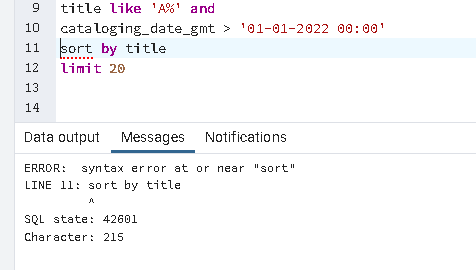 9 title like 'A%' and
10 cataloging_date_gmt > '01-01-2022 00:00'
11 sort by title
12 limit 20
13
14
Data output Messages Notifications
ERROR: syntax error at or near "sort"
LINE 11: sort by title
^
SQL state: 42601
Character: 215